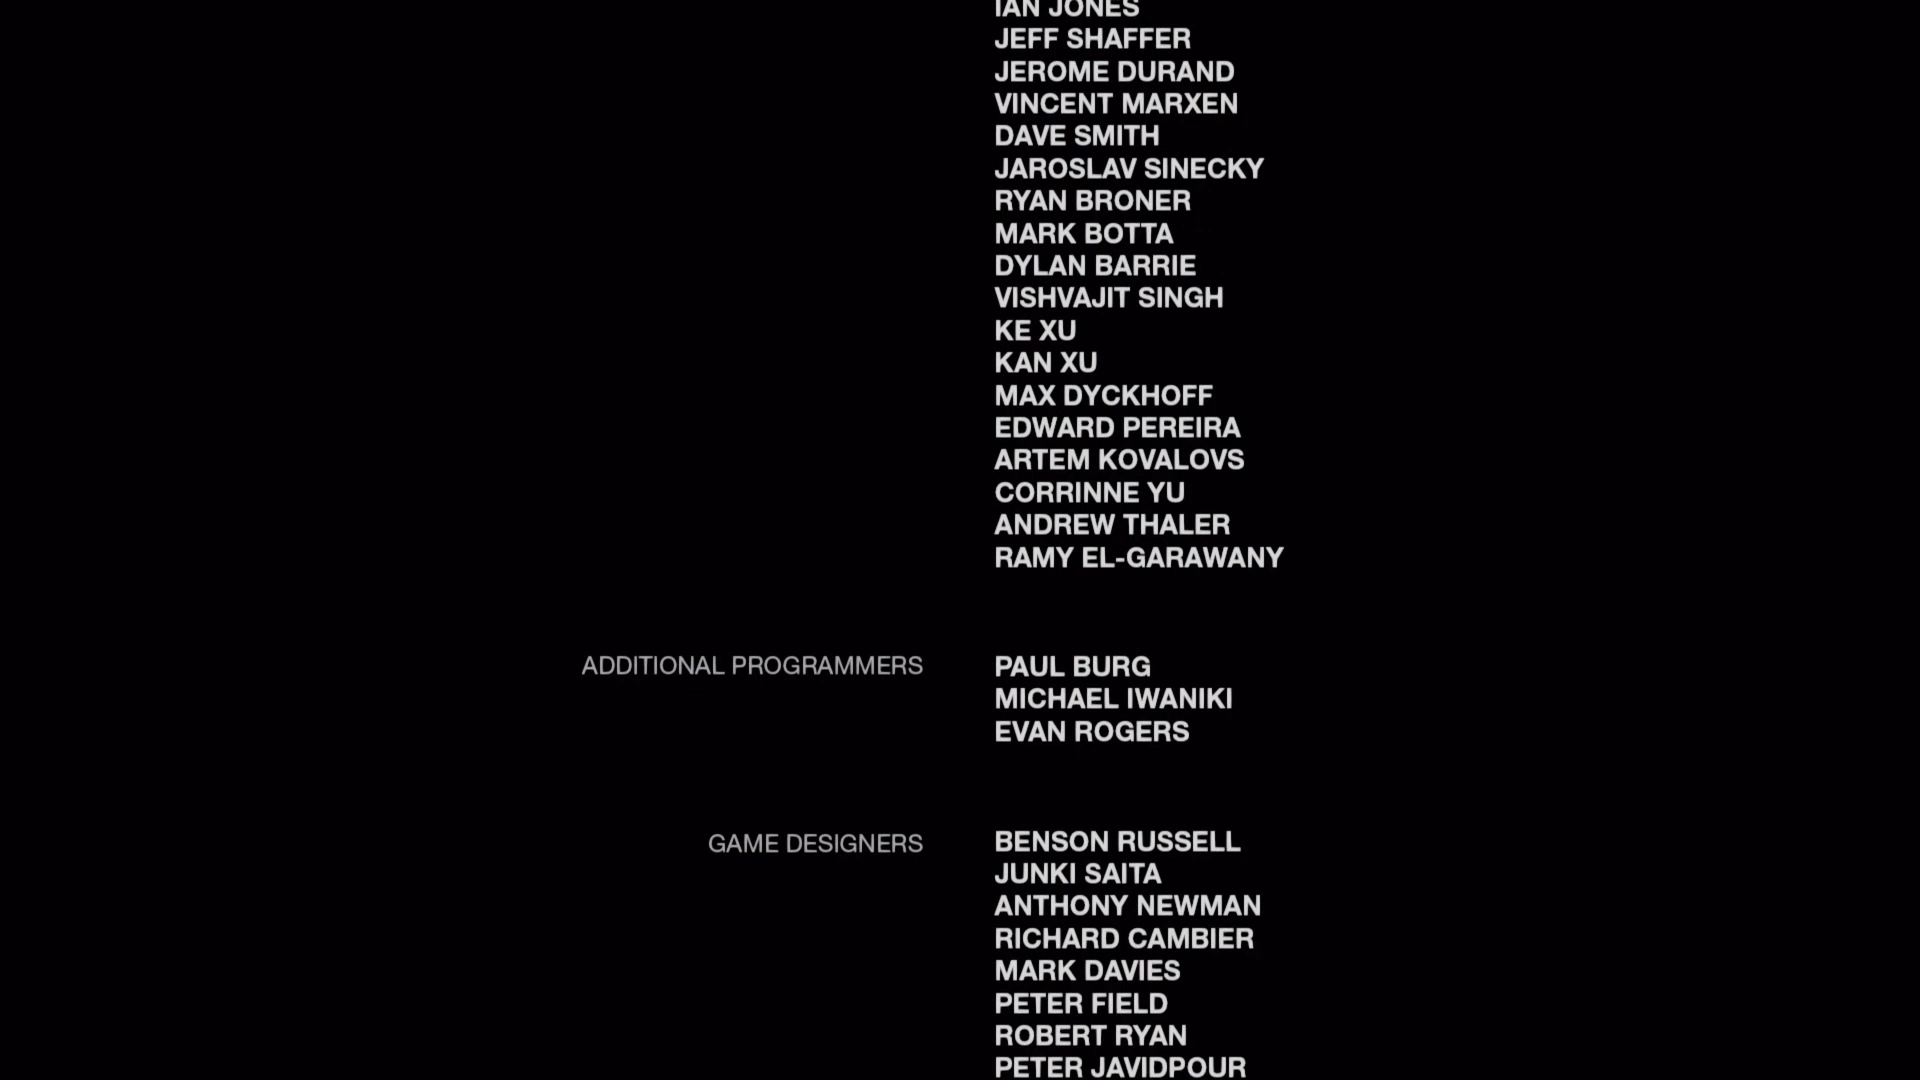 IAN JONES
JEFF SHAFFER
JEROME DURAND
VINCENT MARXEN
DAVE SMITH
JAROSLAV SINECKY
RYAN BRONER
MARK BOTTA
DYLAN BARRIE
VISHVAJIT SINGH
KE XU
KAN XU
MAX DYCKHOFF
EDWARD PEREIRA
ARTEM KOVALOVS
CORRINNE YU
ANDREW THALER
RAMY EL-GARAWANY
ADDITIONAL PROGRAMMERS PAUL BURG
MICHAEL IWANIKI
EVAN ROGERS
GAME DESIGNERS BENSON RUSSELL
JUNKI SAITA
ANTHONY NEWMAN
RICHARD CAMBIER
MARK DAVIES
PETER FIELD
ROBERT RYAN
PETER JAVIDPOUR